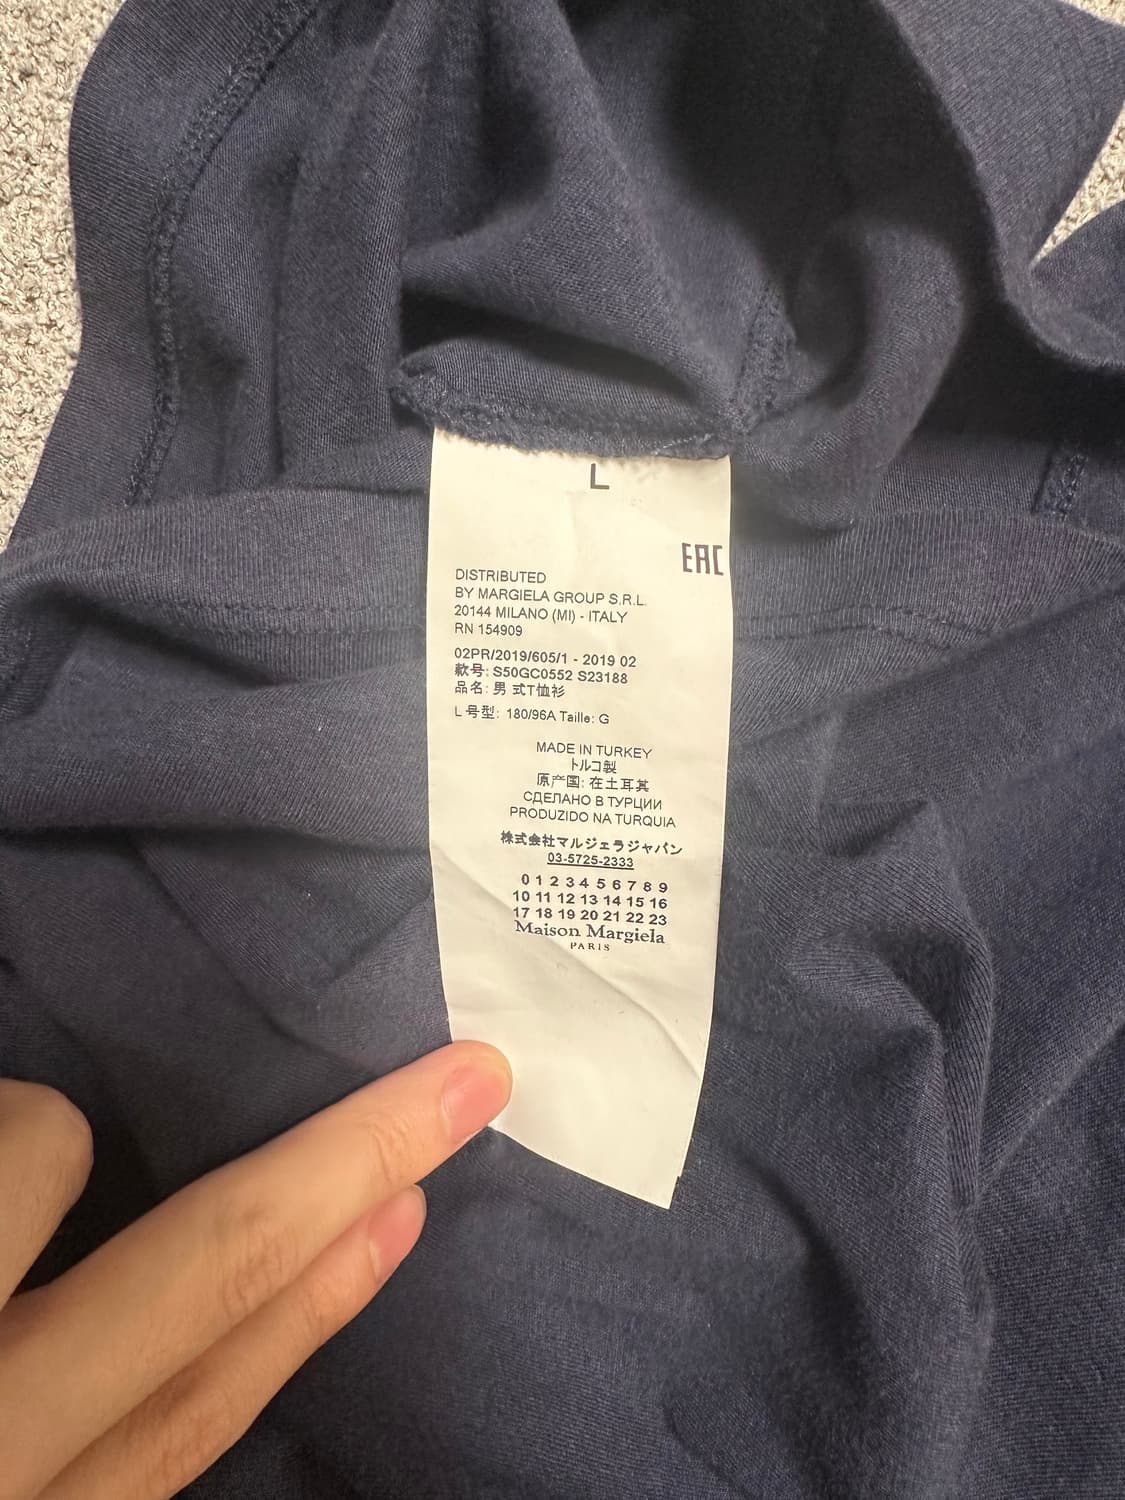 L
EAC
DISTRIBUTED
BY MARGIELA GROUP S.R.L.
20144 MILANO (MI) - ITALY
RN 154909
02PR/2019/605/1 - 2019 02
款号: S50GC0552 S23188
品名: 男 式T恤衫
L 号型: 180/96A Taille: G
MADE IN TURKEY
トルコ製
原产国: 在土耳其
СДЕЛАНО В ТУРЦИИ
PRODUZIDO NA TURQUIA
株式会社マルジェラジャパン
03-5725-2333
0 1 2 3 4 5 6 7 8 9
10 11 12 13 14 15 16
17 18 19 20 21 22 23
Maison Margiela
PARIS